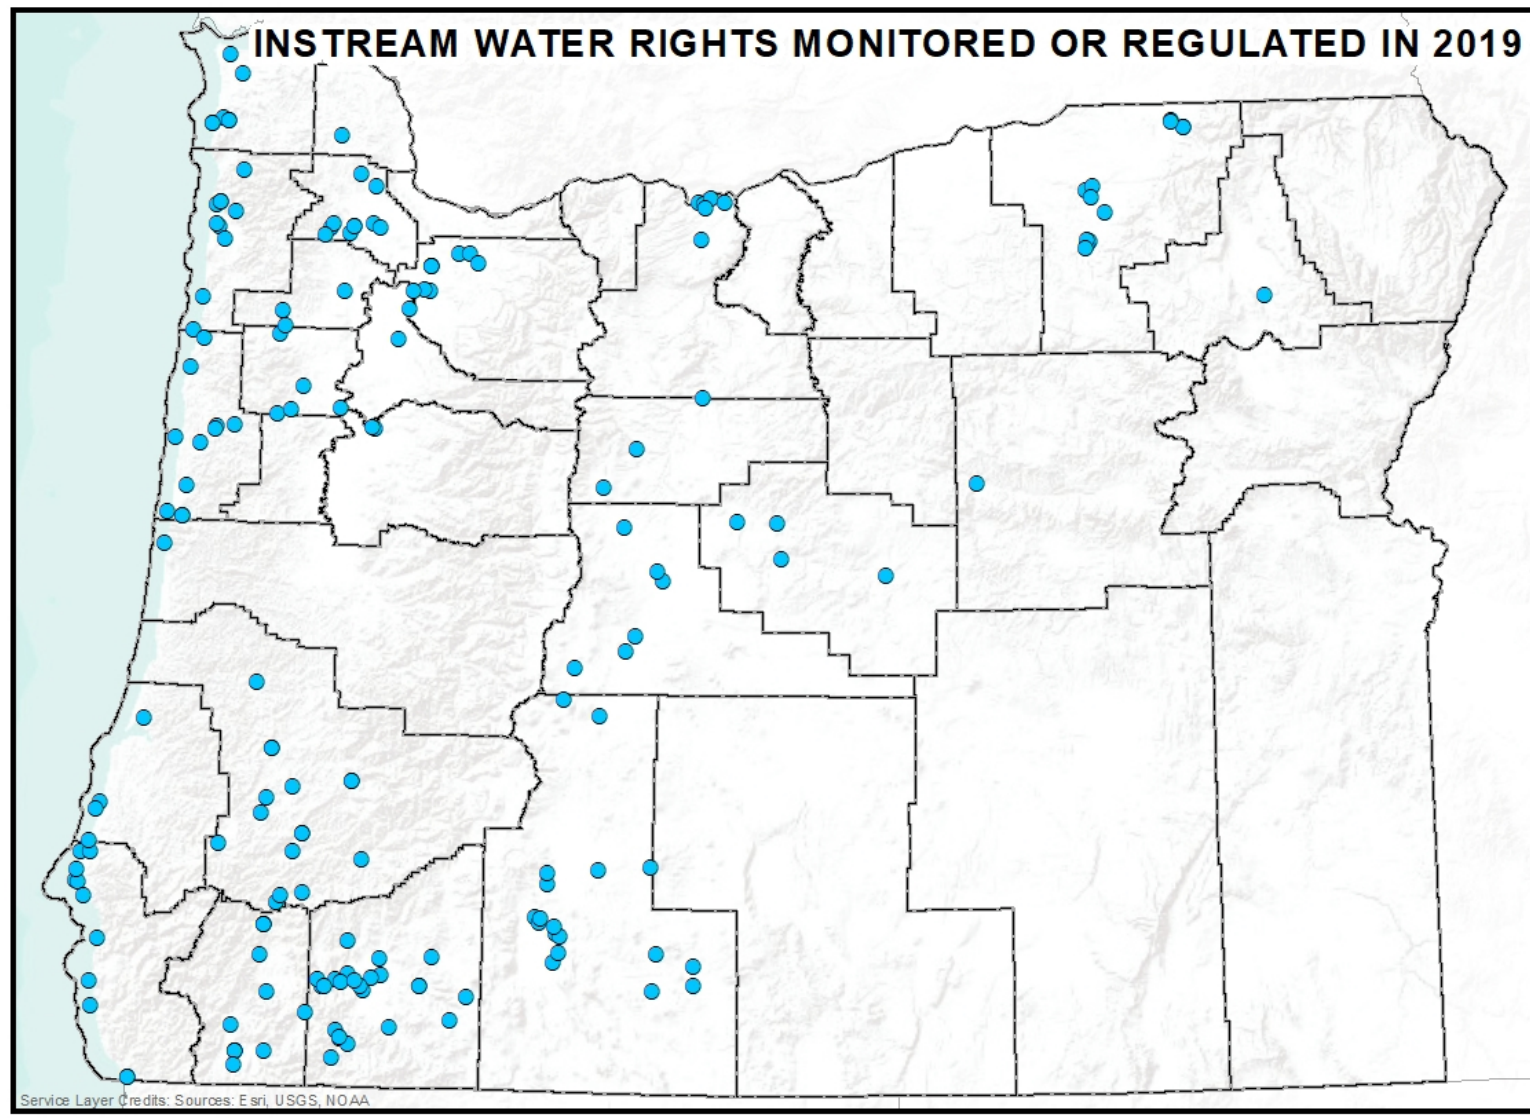 INSTREAM WATER RIGHTS MONITORED OR REGULATED IN 2019
Service Layer Credits: Sources: Esri, USGS, NOAA